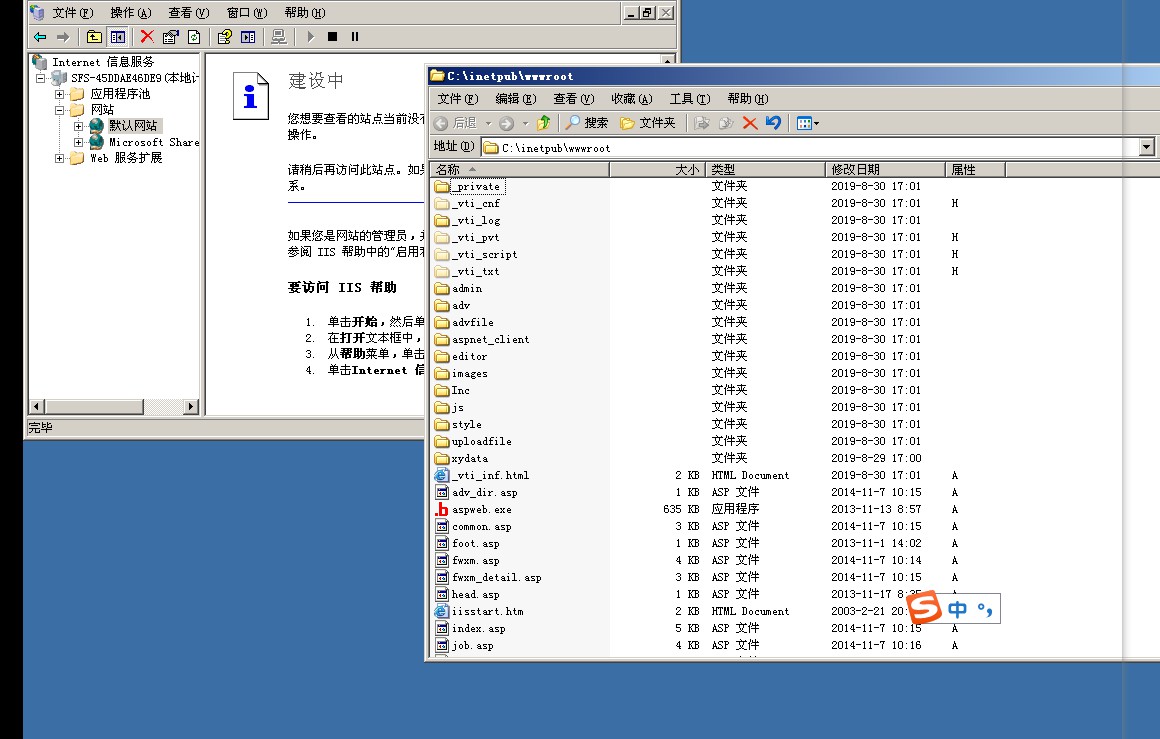 文件(F) 操作(A) 查看(V) 窗口(W) 帮助(H)
Internet 信息服务
SFS-45DDAE46DE9(本地计
应用程序池
网站
默认网站
Microsoft Share
Web 服务扩展
完毕
建设中
您想要查看的站点当前没
操作。
请稍后再访问此站点。如
系。
如果您是网站的管理员，
参阅 IIS 帮助中的“启用
要访问 IIS 帮助
1. 单击开始，然后单
2. 在打开文本框中，
3. 从帮助菜单，单击
4. 单击Internet 信
C:\inetpub\wwwroot
文件(F) 编辑(E) 查看(V) 收藏(A) 工具(T) 帮助(H)
后退 搜索 文件夹
地址(D) C:\inetpub\wwwroot
名称 大小 类型 修改日期 属性
_private 文件夹 2019-8-30 17:01
_vti_cnf 文件夹 2019-8-30 17:01 H
_vti_log 文件夹 2019-8-30 17:01
_vti_pvt 文件夹 2019-8-30 17:01 H
_vti_script 文件夹 2019-8-30 17:01 H
_vti_txt 文件夹 2019-8-30 17:01 H
admin 文件夹 2019-8-30 17:01
adv 文件夹 2019-8-30 17:01
advfile 文件夹 2019-8-30 17:01
aspnet_client 文件夹 2019-8-30 17:01
editor 文件夹 2019-8-30 17:01
images 文件夹 2019-8-30 17:01
Inc 文件夹 2019-8-30 17:01
js 文件夹 2019-8-30 17:01
style 文件夹 2019-8-30 17:01
uploadfile 文件夹 2019-8-30 17:01
xydata 文件夹 2019-8-29 17:00
_vti_inf.html 2 KB HTML Document 2019-8-30 17:01 A
adv_dir.asp 1 KB ASP 文件 2014-11-7 10:15 A
aspweb.exe 635 KB 应用程序 2013-11-13 8:57 A
common.asp 3 KB ASP 文件 2014-11-7 10:15 A
foot.asp 1 KB ASP 文件 2013-11-1 14:02 A
fwxm.asp 4 KB ASP 文件 2014-11-7 10:14 A
fwxm_detail.asp 3 KB ASP 文件 2014-11-7 10:15 A
head.asp 1 KB ASP 文件 2013-11-17 8:35 A
iisstart.htm 2 KB HTML Document 2003-2-21 20:
index.asp 5 KB ASP 文件 2014-11-7 10:15 A
job.asp 4 KB ASP 文件 2014-11-7 10:16 A
S 中 °，